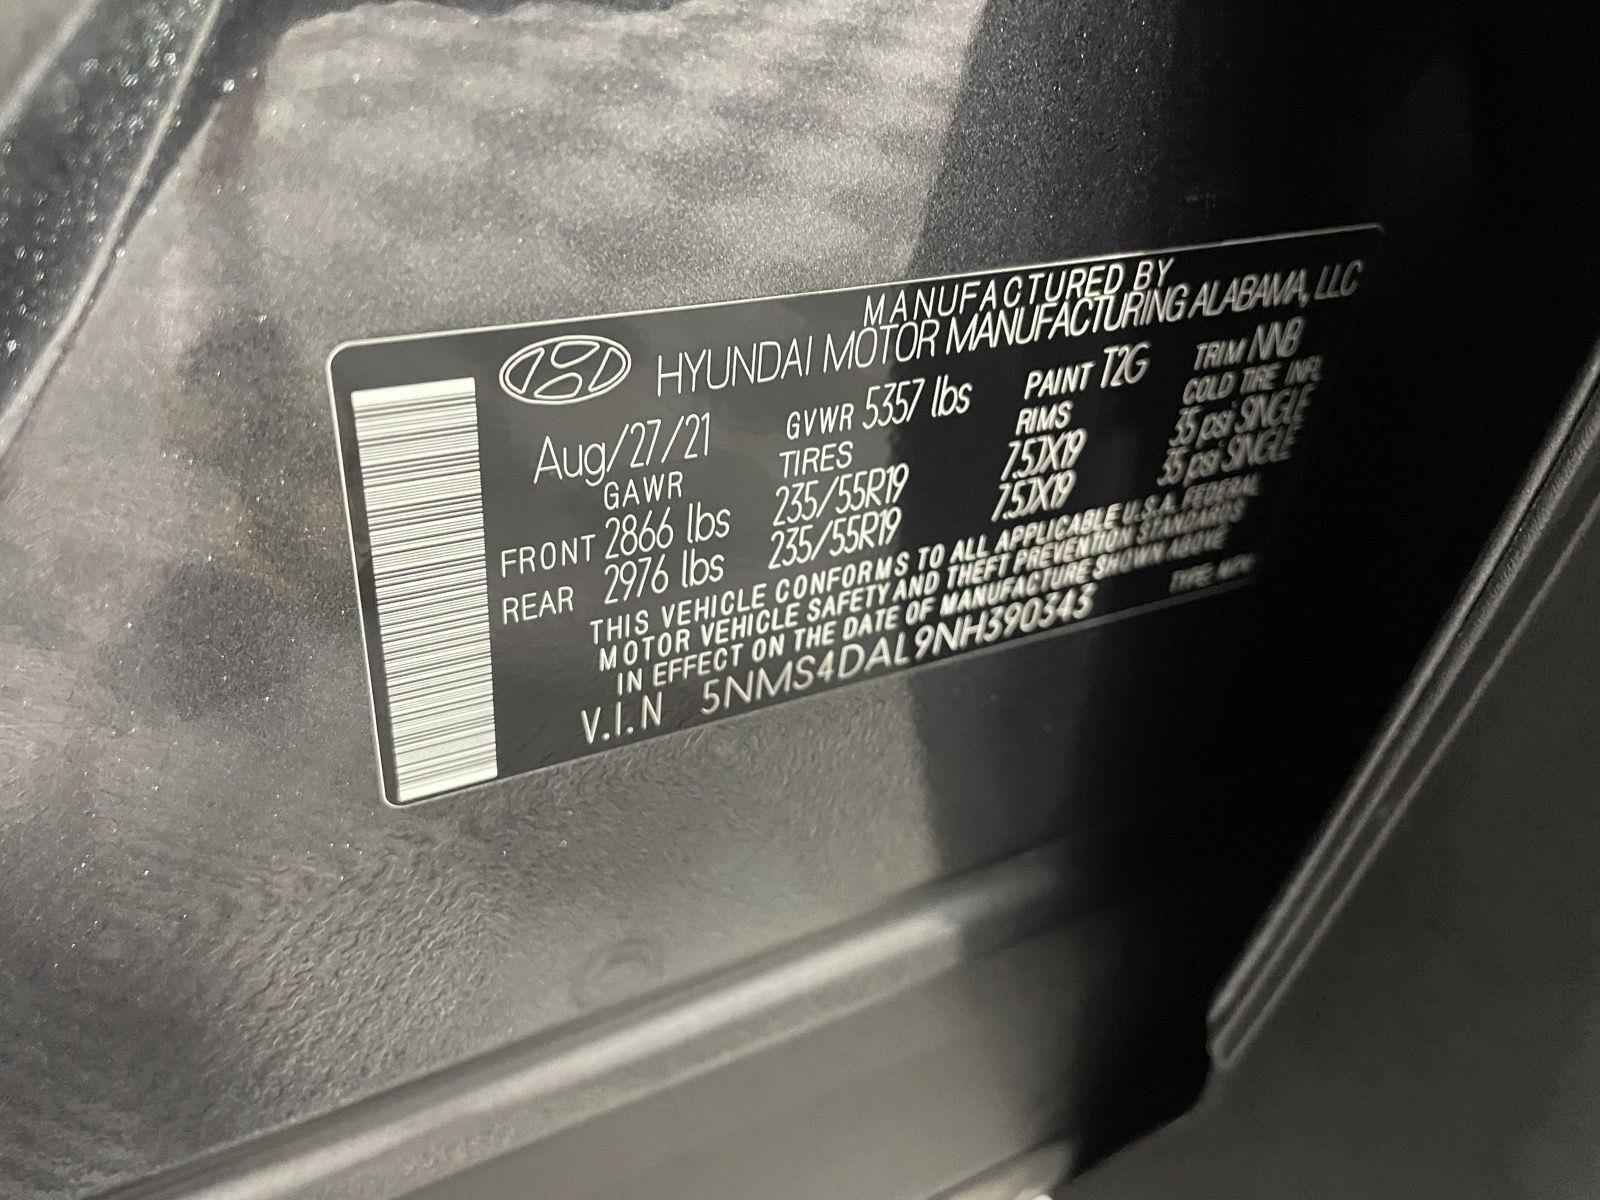 MANUFACTURED BY
HYUNDAI MOTOR MANUFACTURING ALABAMA, LLC
Aug/27/21 GVWR 5357 lbs PAINT T2G TRIM NNB
GAWR TIRES RIMS COLD TIRE INFL
FRONT 2866 lbs 235/55R19 7.5JX19 35 psi SINGLE
REAR 2976 lbs 235/55R19 7.5JX19 35 psi SINGLE
THIS VEHICLE CONFORMS TO ALL APPLICABLE U.S.A. FEDERAL
MOTOR VEHICLE SAFETY AND THEFT PREVENTION STANDARDS
IN EFFECT ON THE DATE OF MANUFACTURE SHOWN ABOVE
V.I.N 5NMS4DAL9NH390343 TYPE: